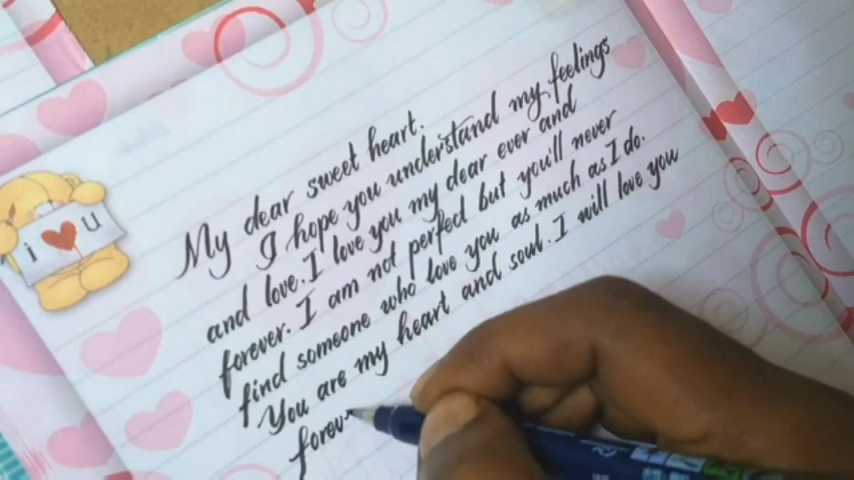 My dear sweet heart.
I hope you understand my feelings
and love. I love you my dear ever and
forever. I am not perfect but you'll never
find someone who love you as much as I do.
You are my heart and soul. I will love you
forev
i u